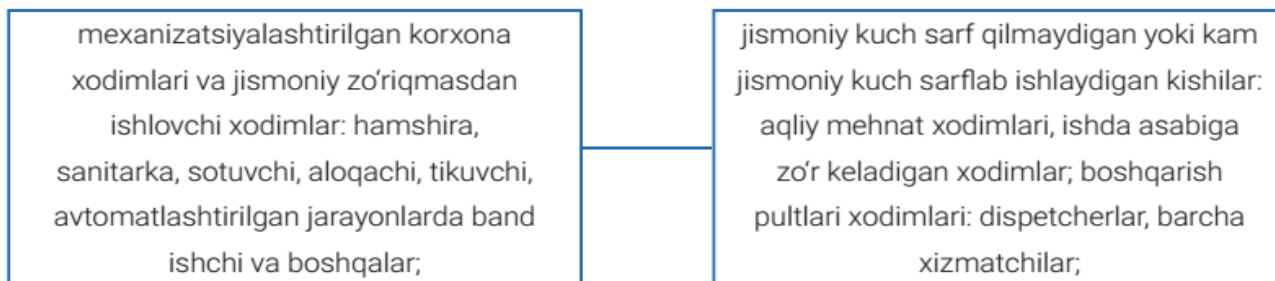 mexanizatsiyalashtirilgan korxona
xodimlari va jismoniy zo‘riqmasdan
ishlovchi xodimlar: hamshira,
sanitarka, sotuvchi, aloqachi, tikuvchi,
avtomatlashtirilgan jarayonlarda band
ishchi va boshqalar;
jismoniy kuch sarf qilmaydigan yoki kam
jismoniy kuch sarflab ishlaydigan kishilar:
aqliy mehnat xodimlari, ishda asabiga
zo‘r keladigan xodimlar; boshqarish
pultlari xodimlari: dispetcherlar, barcha
xizmatchilar;